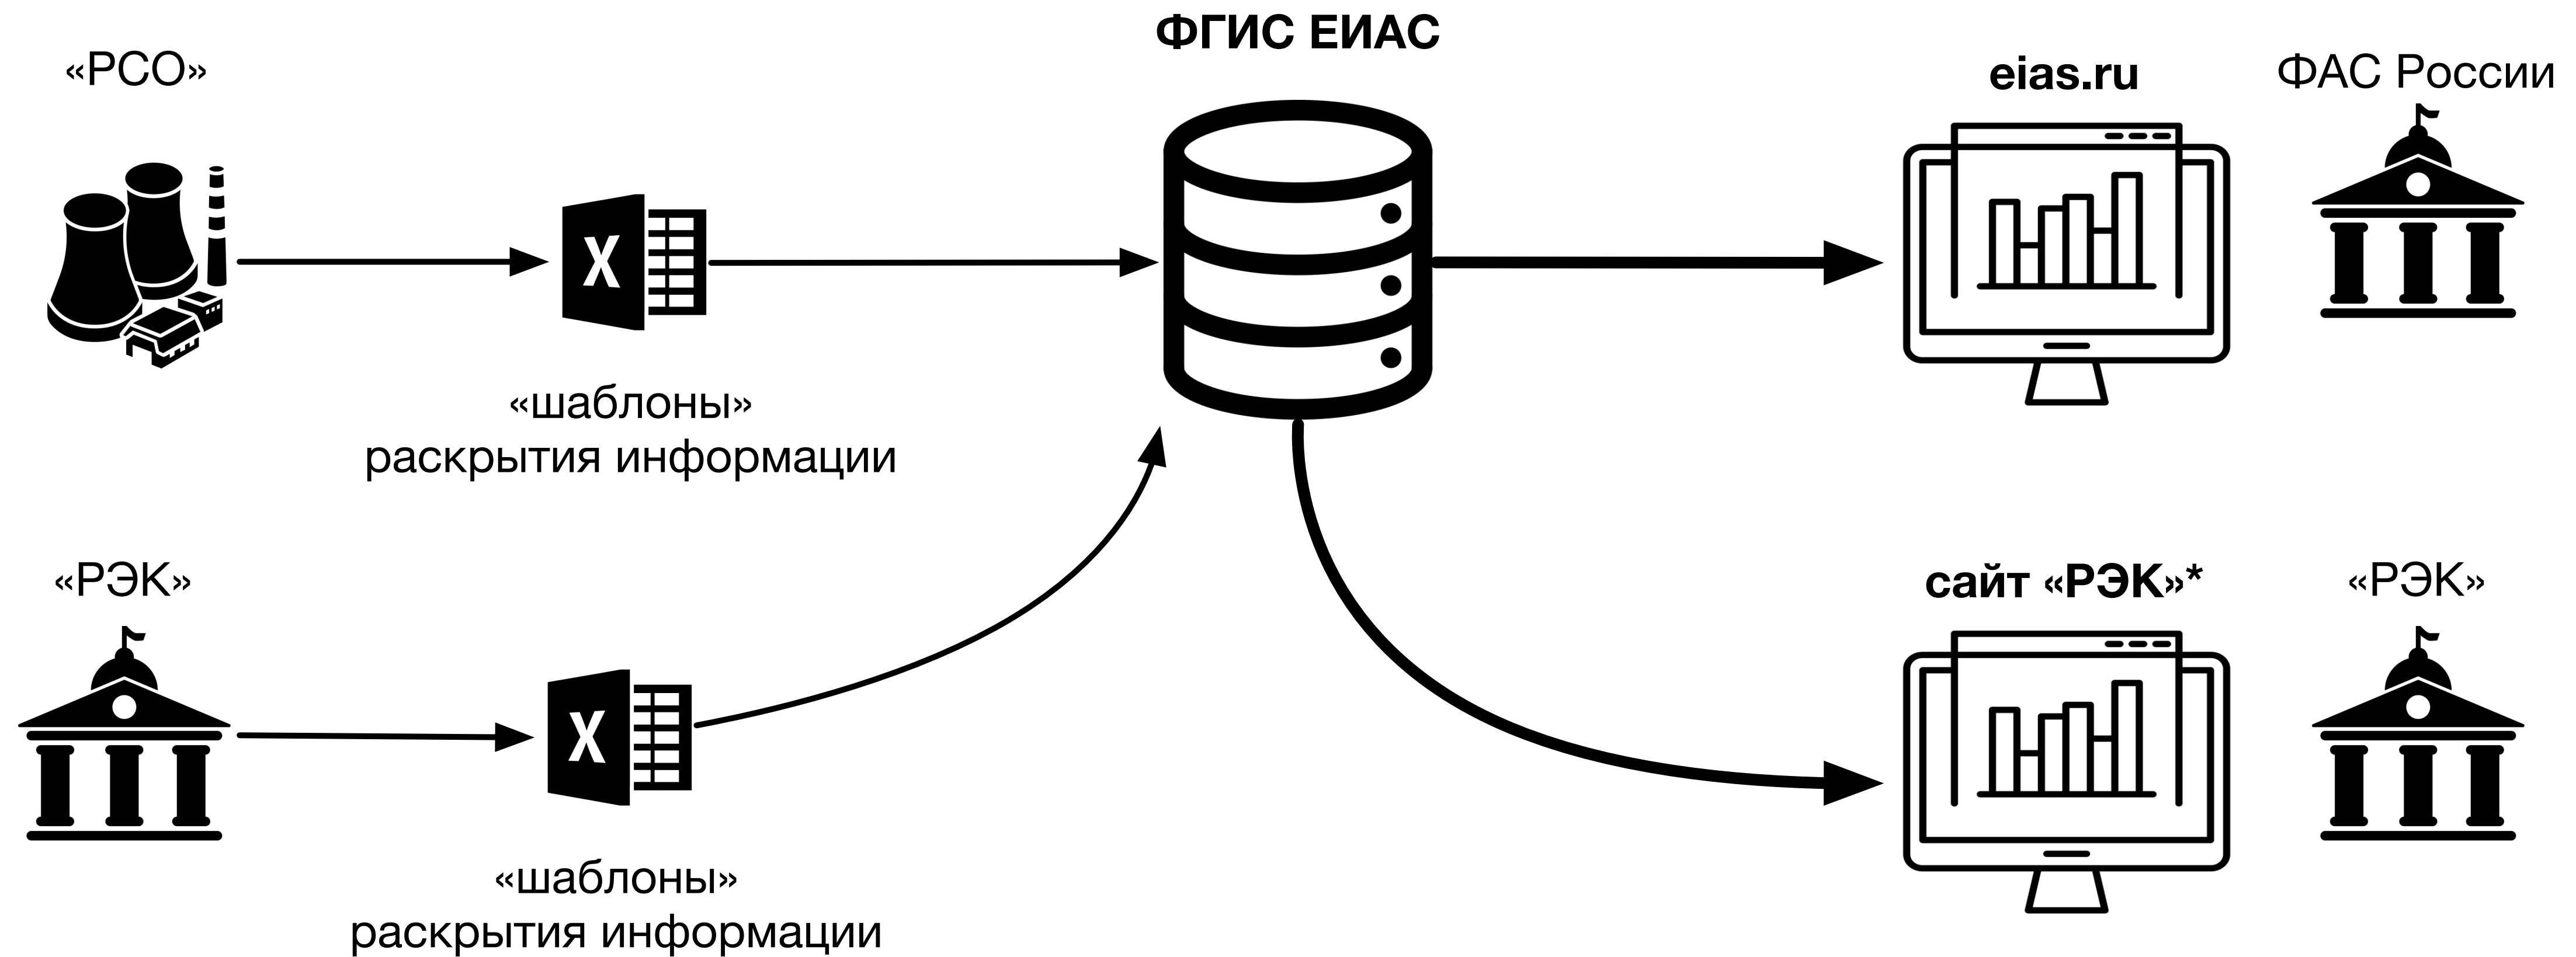 ФГИС ЕИАС
«РСО»
eias.ru
ФАС России
X
«шаблоны»
раскрытия информации
«РЭК»
сайт «РЭК»*
«РЭК»
X
«шаблоны»
раскрытия информации